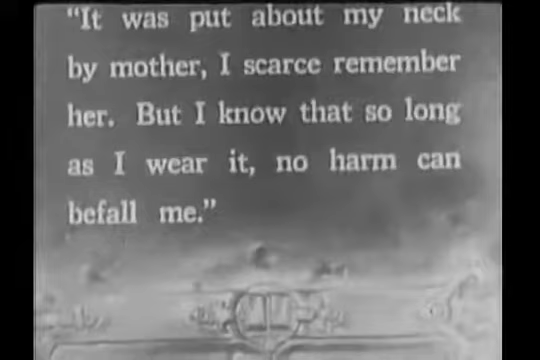 “It was put about my neck
by mother, I scarce remember
her. But I know that so long
as I wear it, no harm can
befall me.”